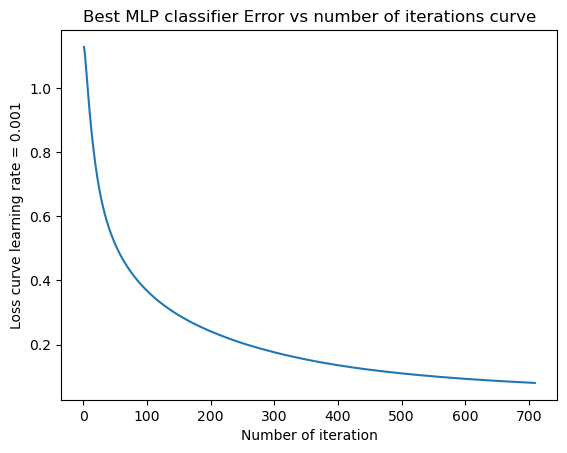 Best MLP classifier Error vs number of iterations curve
Loss curve learning rate = 0.001
1.0
0.8
0.6
0.4
0.2
0 100 200 300 400 500 600 700
Number of iteration